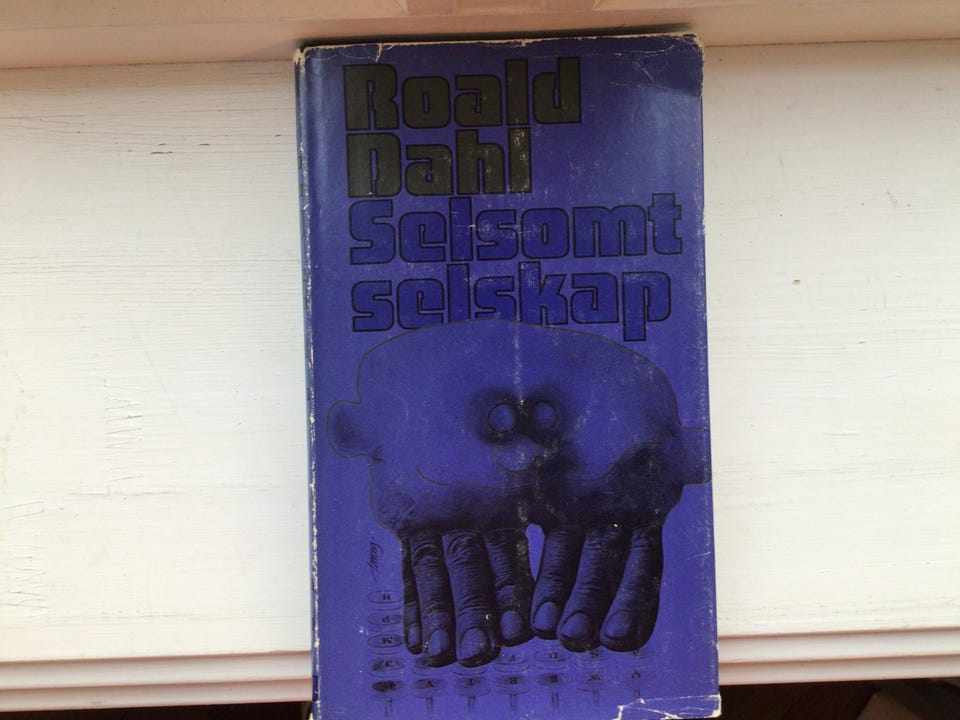 Roald
Dahl
Selsomt
selskap
H
P
M
J
Y T R E W Q